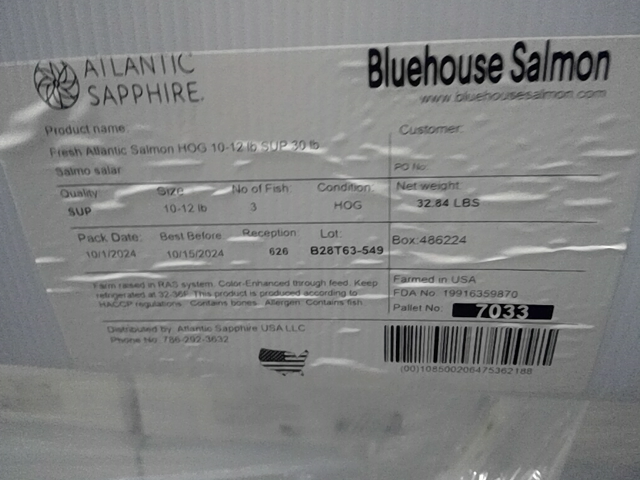 ATLANTIC
SAPPHIRE.
Bluehouse Salmon
www.bluehousesalmon.com
Product name:
Fresh Atlantic Salmon HOG 10-12 lb SUP 30 lb
Salmo salar
Customer:
PO No:
Quality: Size: No of Fish: Condition: Net weight
SUP 10-12 lb 3 HOG 32.84 LBS
Pack Date: Best Before: Reception: Lot:
10/1/2024 10/15/2024 626 B28T63-549
Box:486224
Farm raised in RAS system. Color-Enhanced through feed. Keep
refrigerated at 32-36F. This product is produced according to
HACCP regulations. Contains bones. Allergen: Contains fish.
Farmed in USA
FDA No: 19916359870
Pallet No: 7033
Distributed by: Atlantic Sapphire USA LLC
Phone No: 786-292-3632
(00)108500206475362188